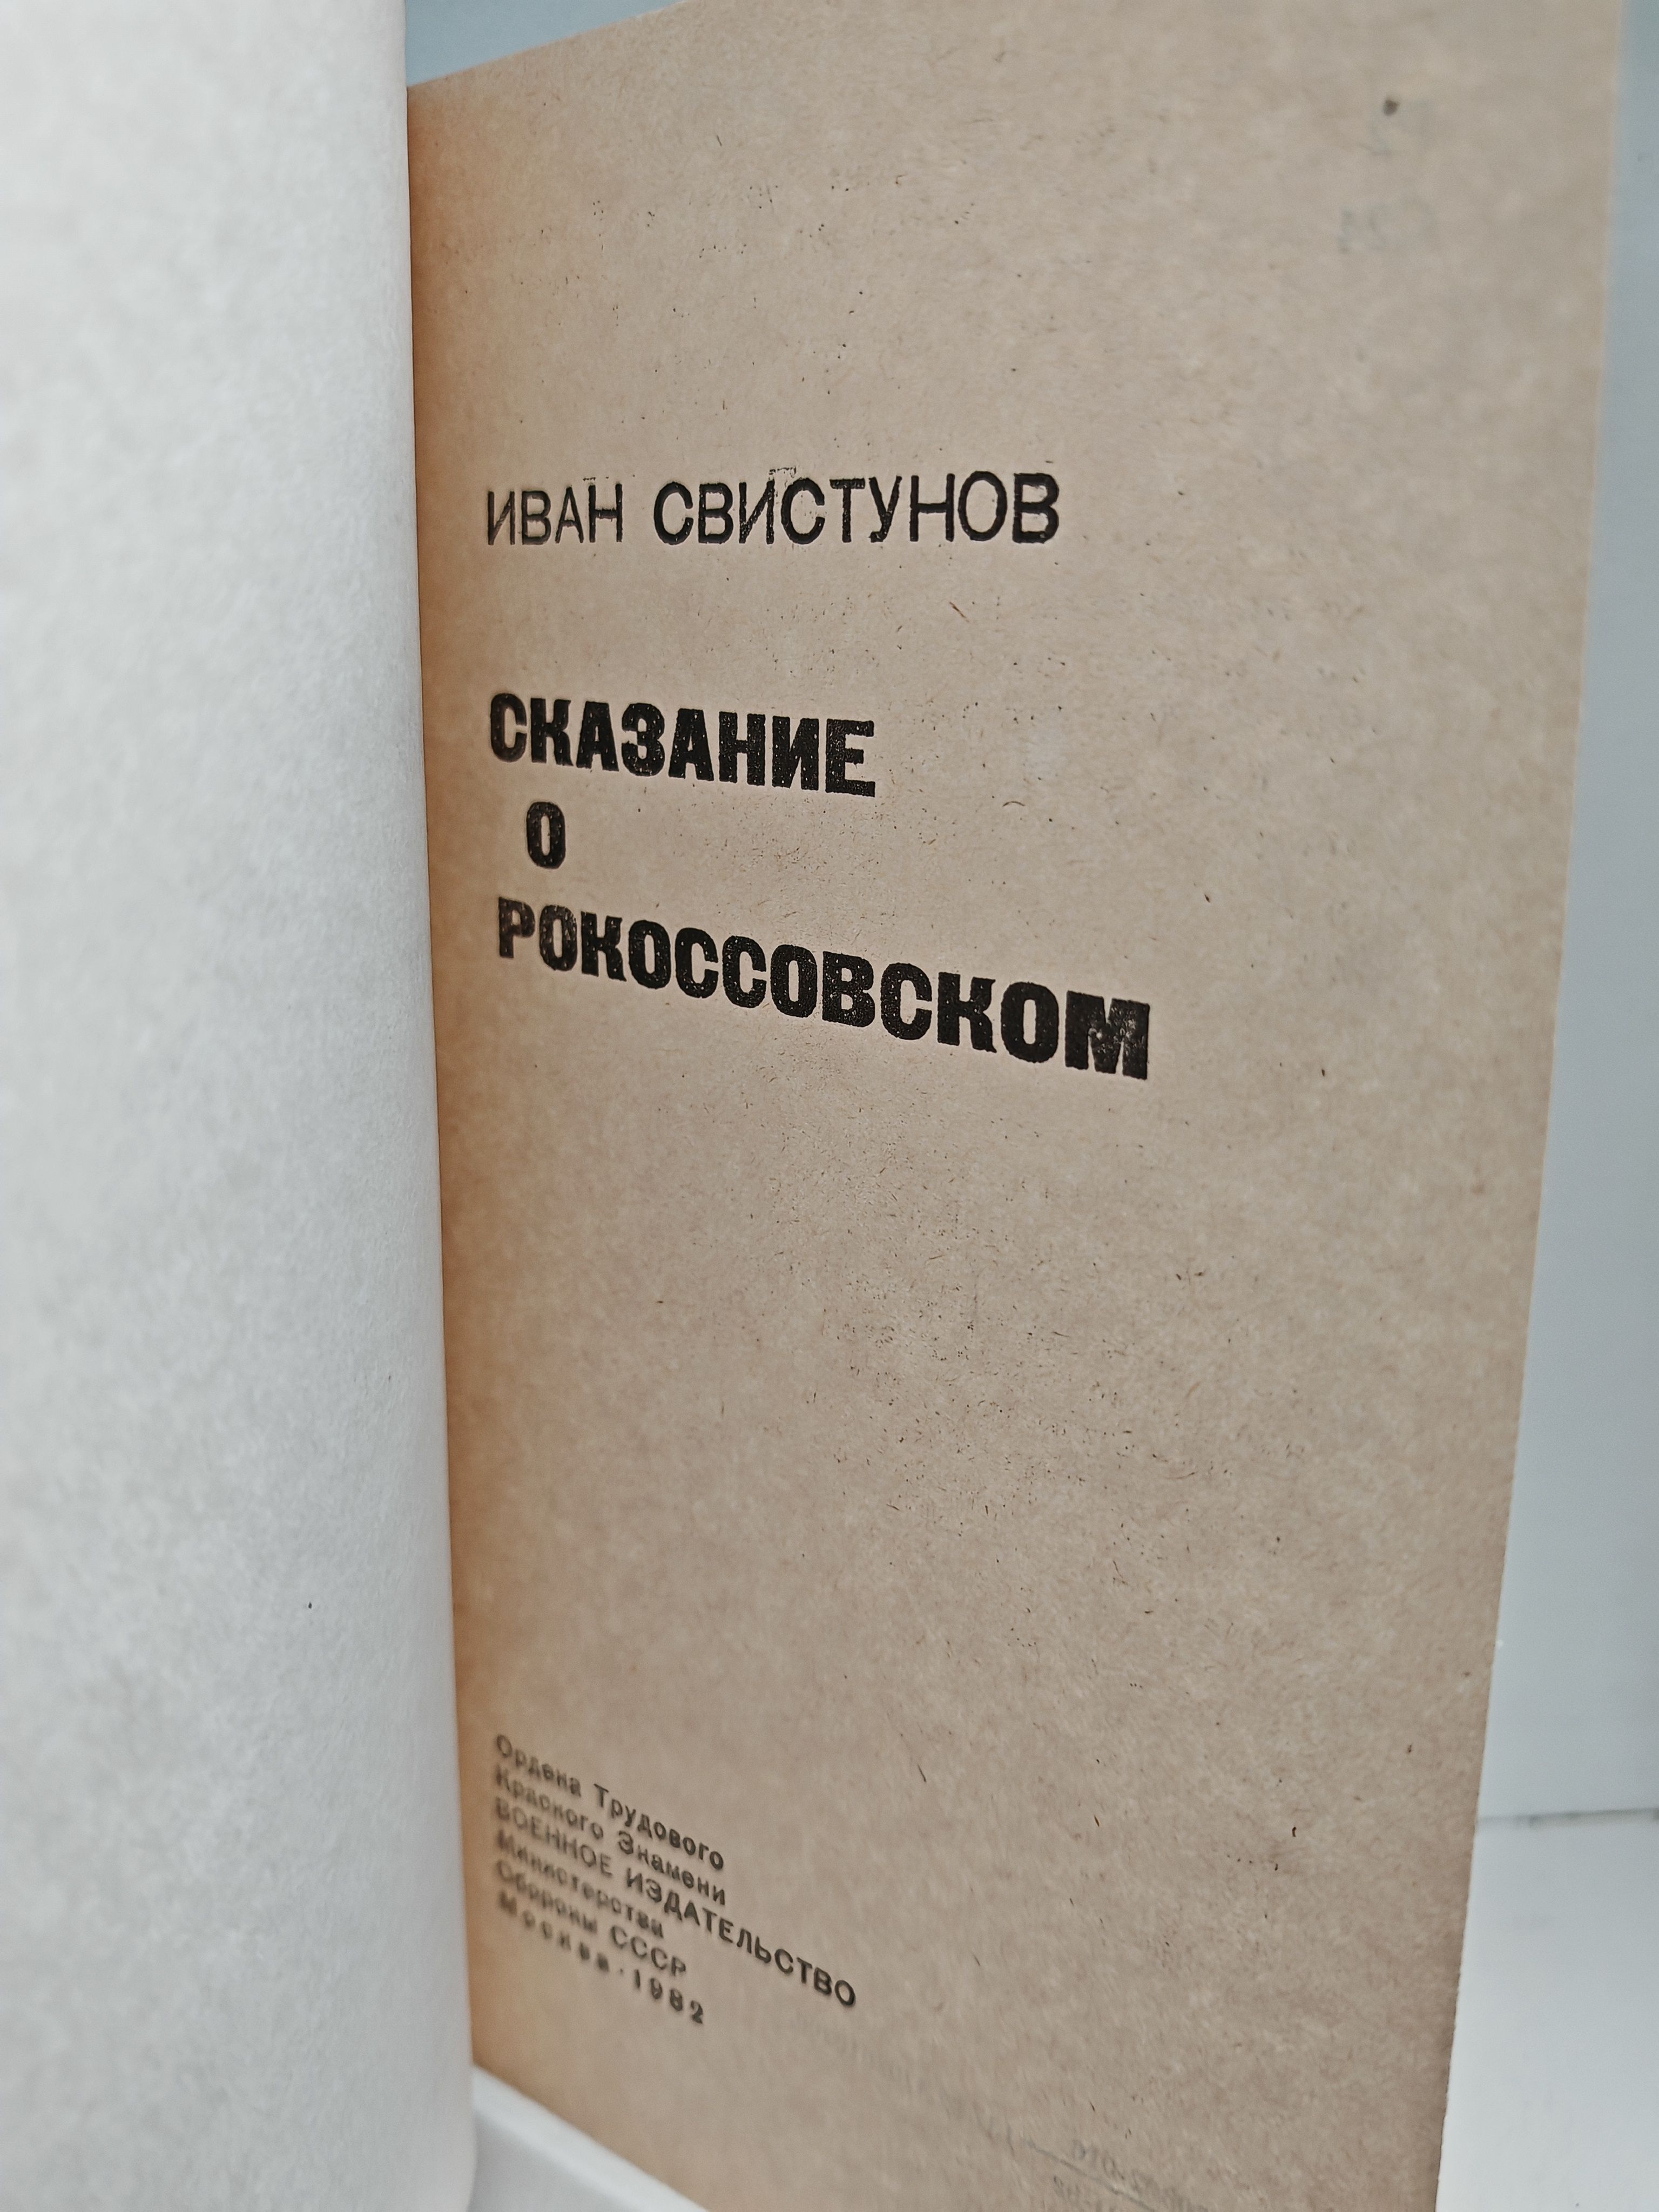 ИВАН СВИСТУНОВ
СКАЗАНИЕ
О
РОКОССОВСКОМ
Ордена Трудового
Красного Знамени
ВОЕННОЕ ИЗДАТЕЛЬСТВО
Министерства
Обороны СССР
Москва · 1982